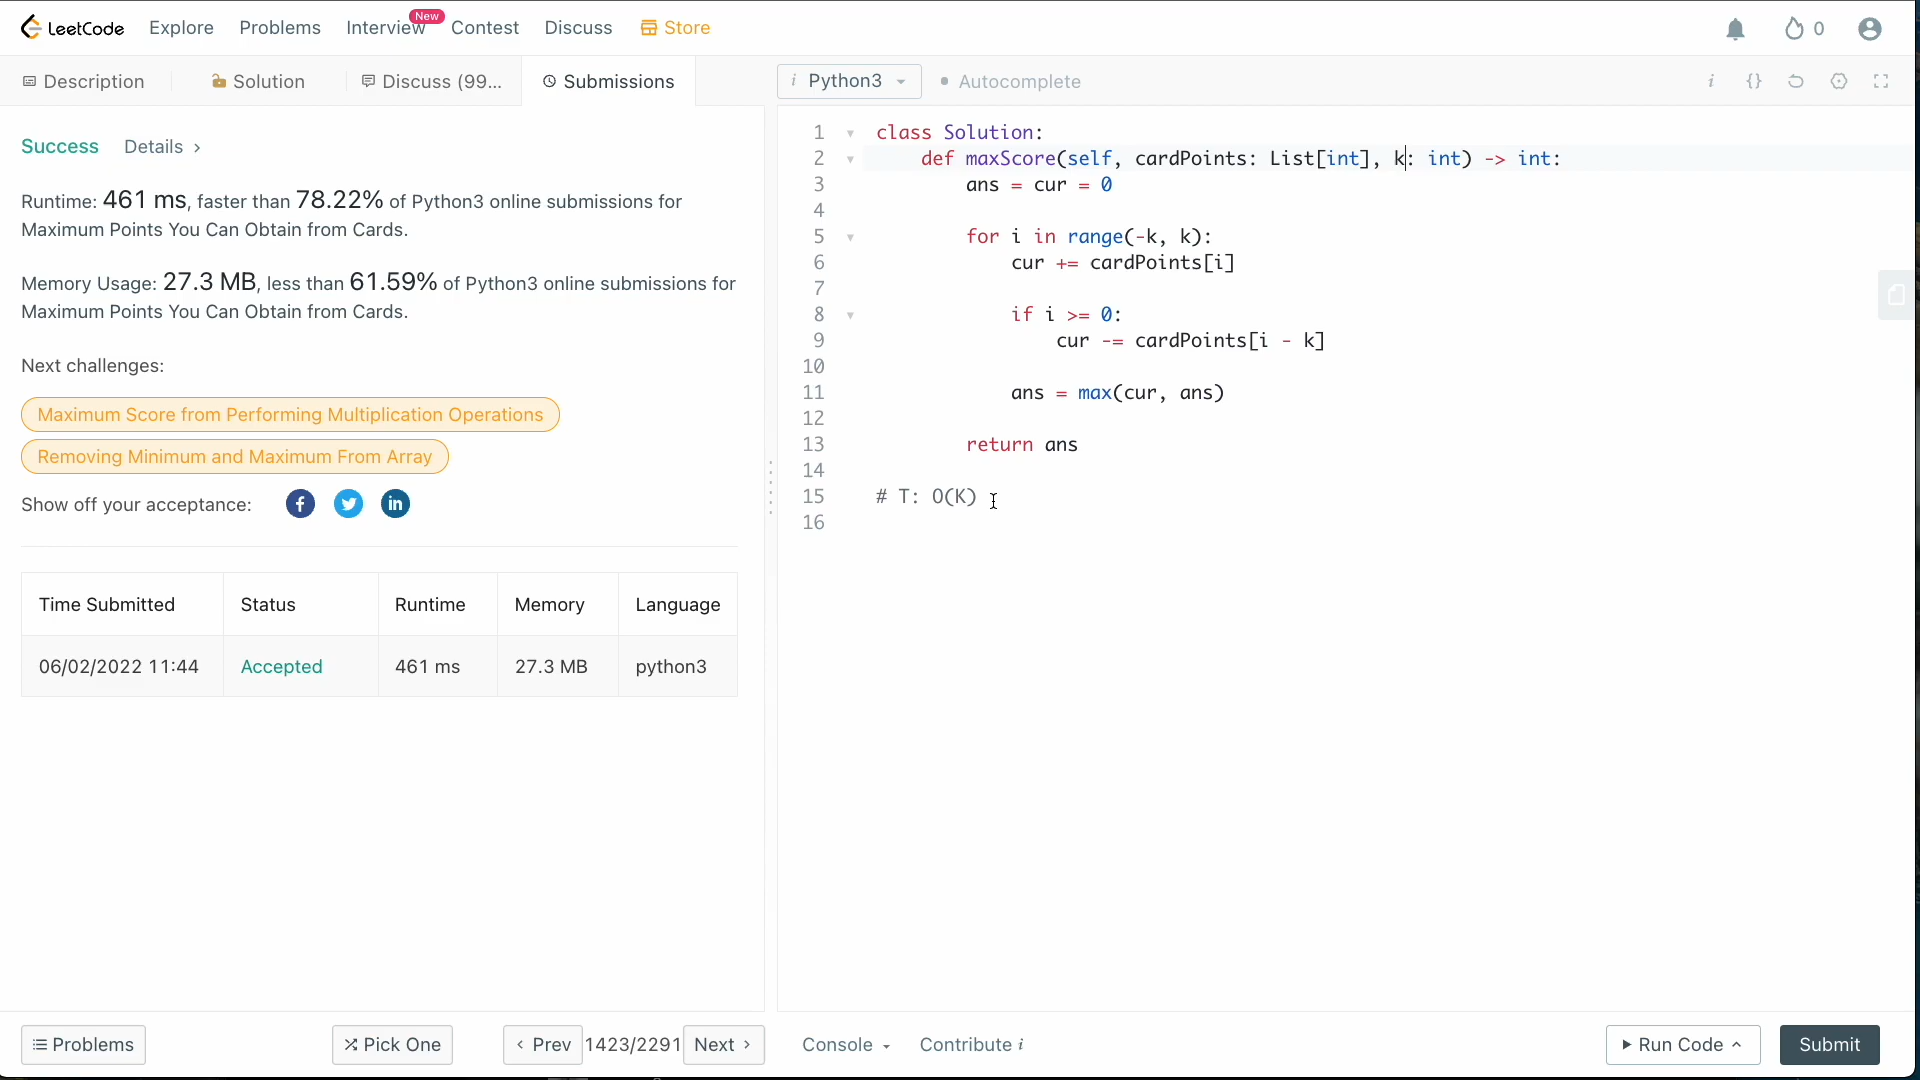 LeetCode Explore Problems Interview New Contest Discuss Store 0
Description Solution Discuss (99... Submissions
i Python3 Autocomplete i {}
Success Details >
Runtime: 461 ms, faster than 78.22% of Python3 online submissions for
Maximum Points You Can Obtain from Cards.
Memory Usage: 27.3 MB, less than 61.59% of Python3 online submissions for
Maximum Points You Can Obtain from Cards.
Next challenges:
Maximum Score from Performing Multiplication Operations
Removing Minimum and Maximum From Array
Show off your acceptance:
Time Submitted Status Runtime Memory Language
06/02/2022 11:44 Accepted 461 ms 27.3 MB python3
1 class Solution:
2 def maxScore(self, cardPoints: List[int], k: int) -> int:
3 ans = cur = 0
4
5 for i in range(-k, k):
6 cur += cardPoints[i]
7
8 if i >= 0:
9 cur -= cardPoints[i - k]
10
11 ans = max(cur, ans)
12
13 return ans
14
15 # T: O(K)
16
Problems Pick One < Prev 1423/2291 Next > Console Contribute i Run Code Submit